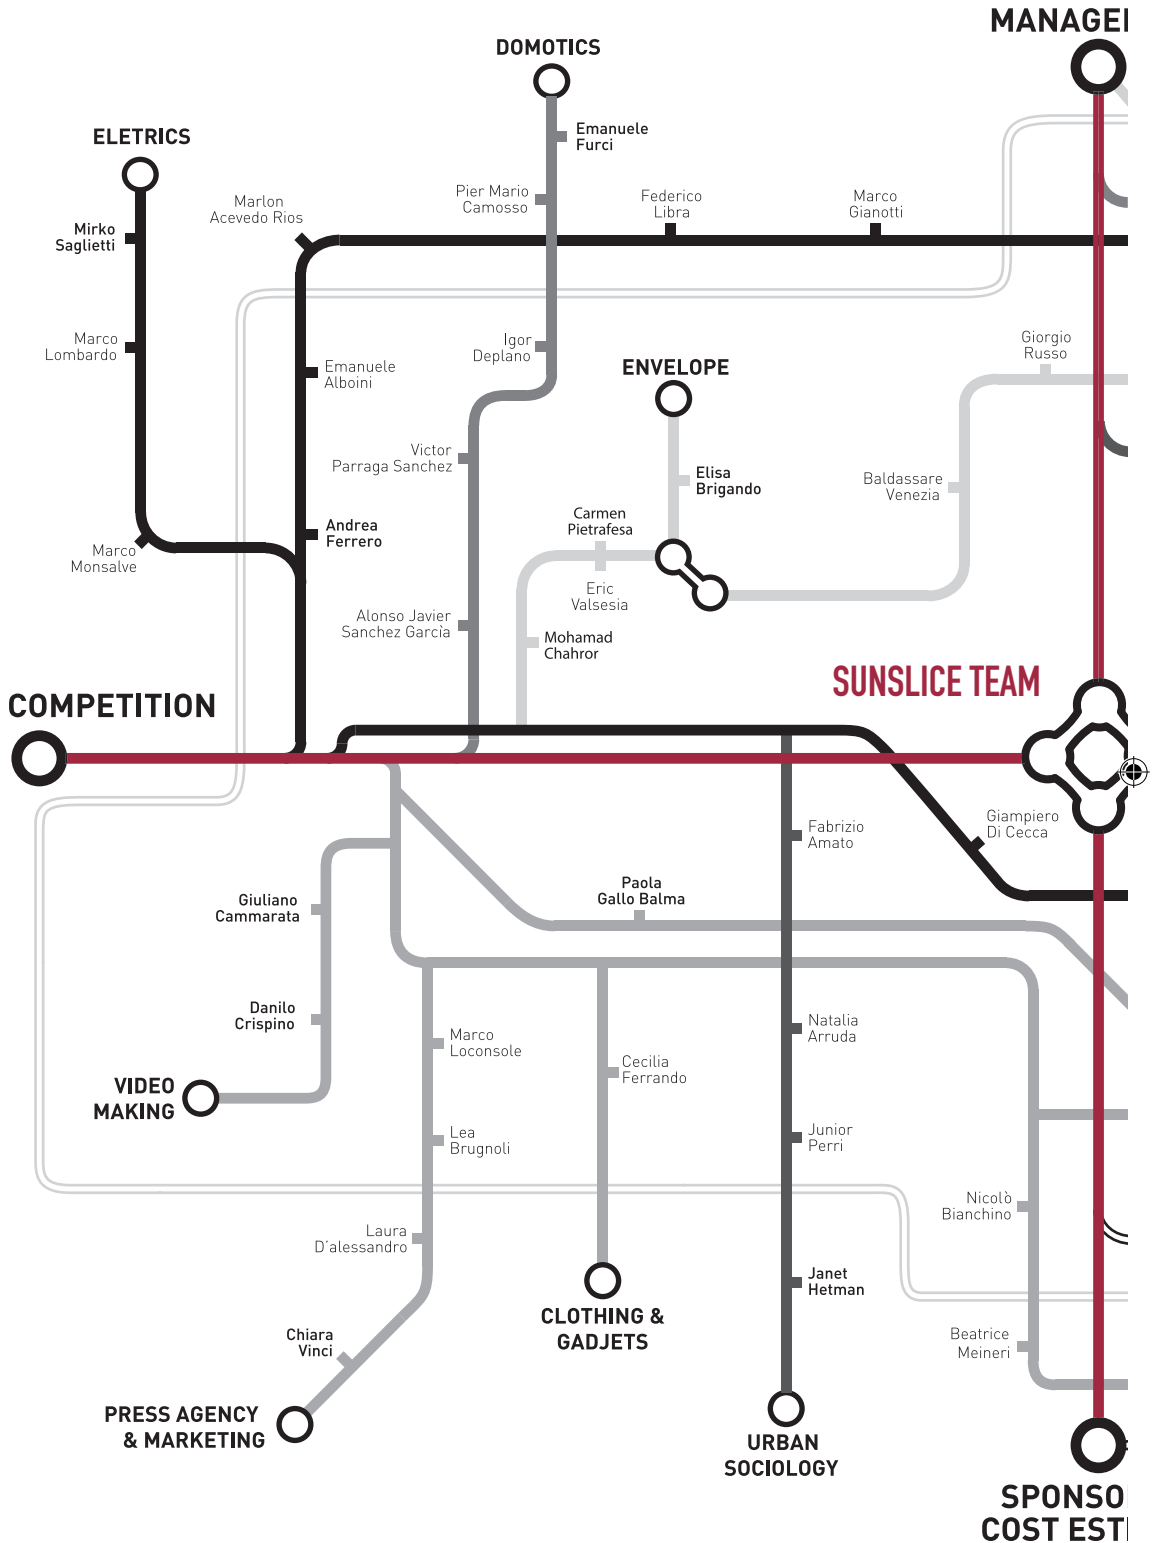 MANAGE
DOMOTICS
Emanuele
Furci
ELETRICS
Pier Mario
Camosso
Federico
Libra
Marco
Gianotti
Marlon
Acevedo Rios
Mirko
Saglietti
Marco
Lombardo
Igor
Deplano
Giorgio
Russo
ENVELOPE
Emanuele
Alboini
Victor
Parraga Sanchez
Elisa
Brigando
Baldassare
Venezia
Carmen
Pietrafesa
Andrea
Ferrero
Marco
Monsalve
Eric
Valsesia
Alonso Javier
Sanchez Garcìa
Mohamad
Chahror
SUNSLICE TEAM
COMPETITION
Giampiero
Di Cecca
Fabrizio
Amato
Paola
Gallo Balma
Giuliano
Cammarata
Danilo
Crispino
Marco
Loconsole
Natalia
Arruda
Cecilia
Ferrando
VIDEO
MAKING
Lea
Brugnoli
Junior
Perri
Nicolò
Bianchino
Laura
D'alessandro
Janet
Hetman
CLOTHING &
GADJETS
Chiara
Vinci
Beatrice
Meineri
PRESS AGENCY
& MARKETING
URBAN
SOCIOLOGY
SPONSO
COST EST